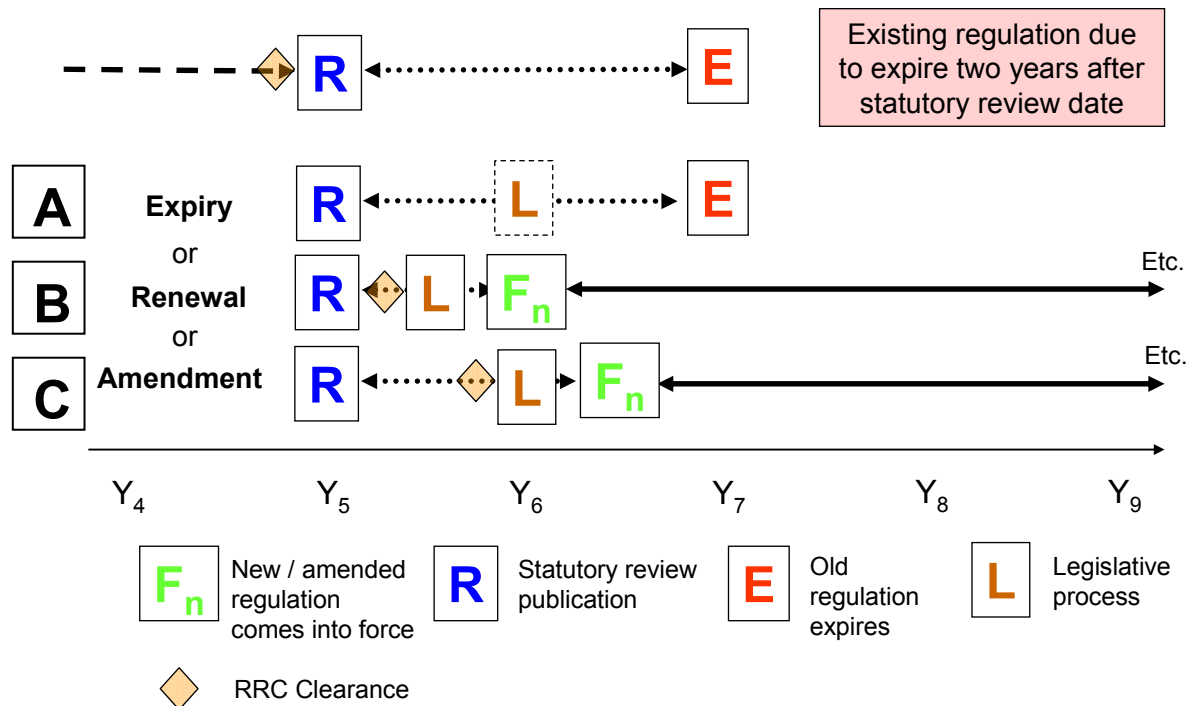 R
E
Existing regulation due
to expire two years after
statutory review date
A
Expiry
R
L
E
or
B
Renewal
R
L
Fn
Etc.
or
C
Amendment
R
L
Fn
Etc.
Y4 Y5 Y6 Y7 Y8 Y9
Fn
New / amended
regulation
comes into force
R
Statutory review
publication
E
Old
regulation
expires
L
Legislative
process
RRC Clearance